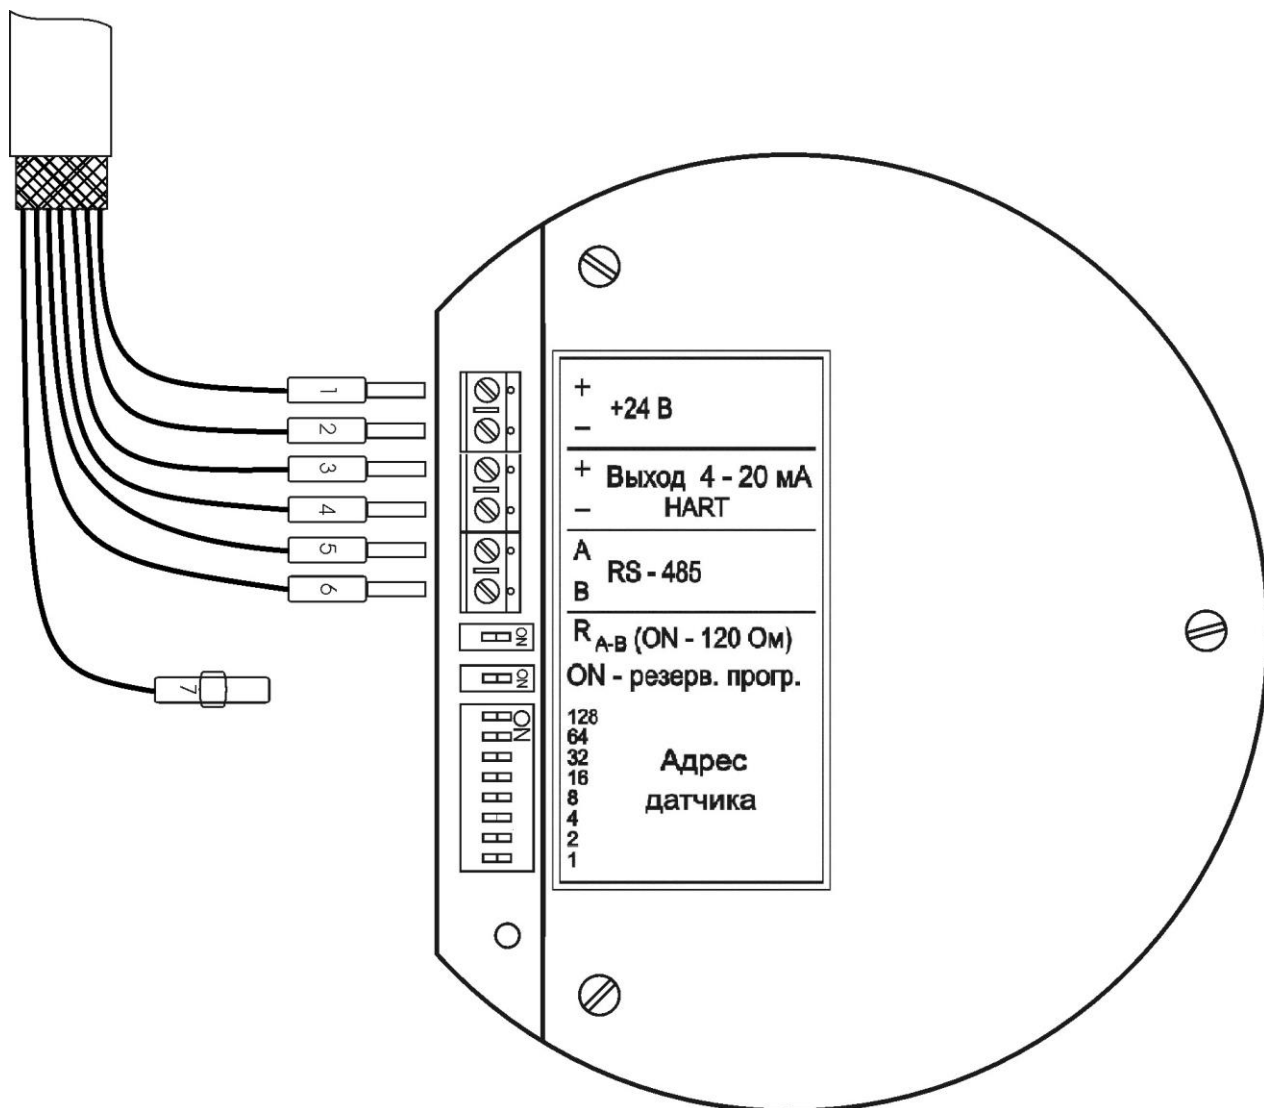 1
2
3
4
5
6
7
+
+24 В
–
+
Выход 4 - 20 мА
–
HART
A
RS - 485
B
ON
R A-B (ON - 120 Ом)
ON
ON - резерв. прогр.
ON
128
64
32
16
8
4
2
1
Адрес
датчика